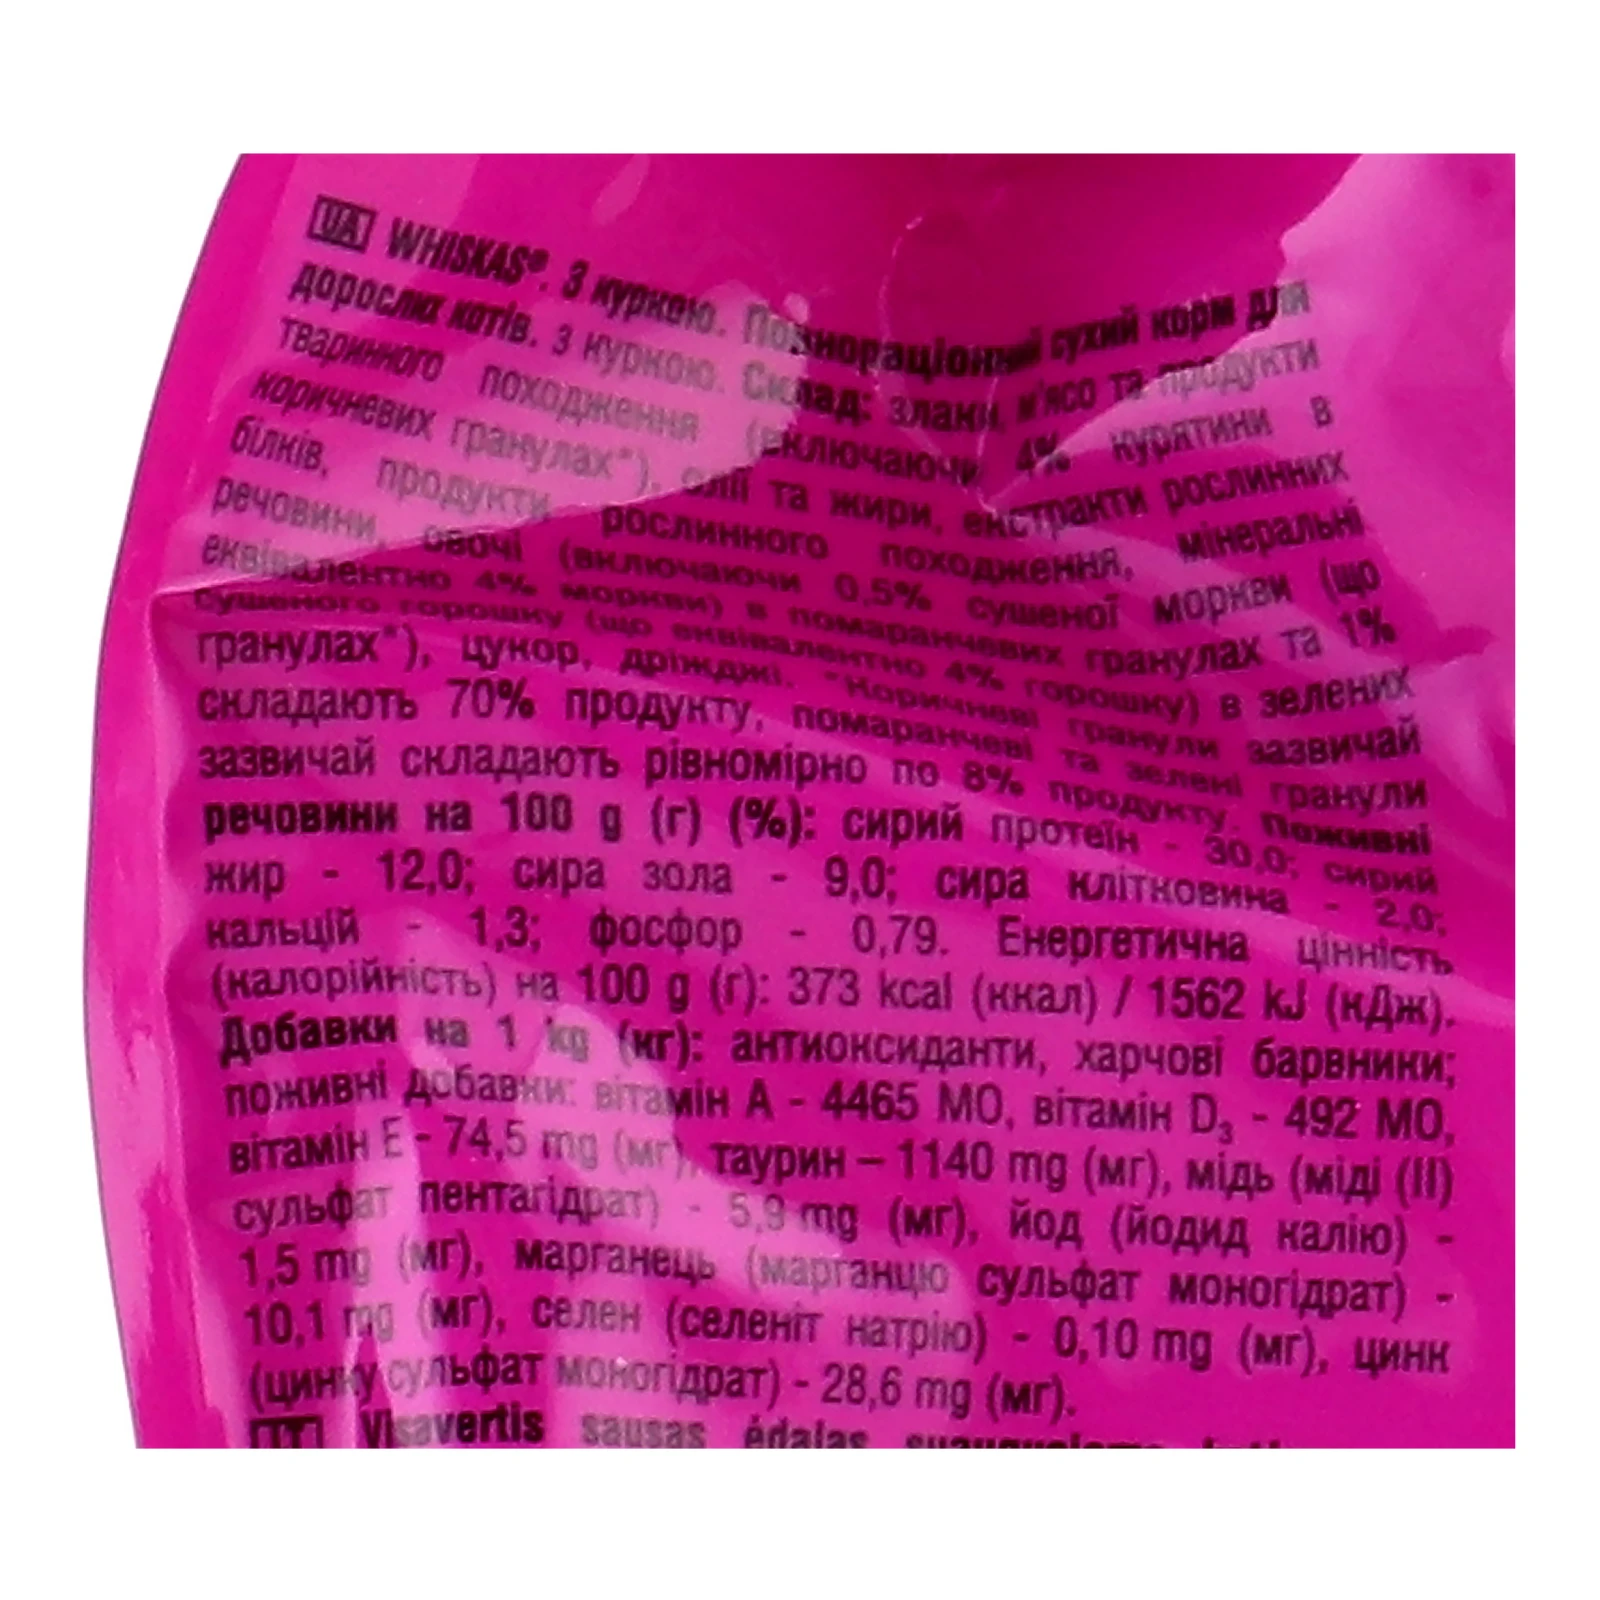 UA WHISKAS®. З куркою. Повнораціонний сухий корм для
дорослих котів. З куркою. Склад: злаки, м'ясо та продукти
тваринного походження (включаючи 4% курятини в
коричневих гранулах*), олії та жири, екстракти рослинних
білків, продукти рослинного походження, мінеральні
речовини, овочі (включаючи 0,5% сушеної моркви (що
еквівалентно 4% моркви) в помаранчевих гранулах та 1%
сушеного горошку (що еквівалентно 4% горошку) в зелених
гранулах*), цукор, дріжджі. *Коричневі гранули зазвичай
складають 70% продукту, помаранчеві та зелені гранули
зазвичай складають рівномірно по 8% продукту. Поживні
речовини на 100 g (г) (%): сирий протеїн - 30,0; сирий
жир - 12,0; сира зола - 9,0; сира клітковина - 2,0;
кальцій - 1,3; фосфор - 0,79. Енергетична цінність
(калорійність) на 100 g (г): 373 kcal (ккал) / 1562 kJ (кДж).
Добавки на 1 kg (кг): антиоксиданти, харчові барвники;
поживні добавки: вітамін А - 4465 МО, вітамін D₃ - 492 МО,
вітамін Е - 74,5 mg (мг), таурин – 1140 mg (мг), мідь (міді (II)
сульфат пентагідрат) - 5,9 mg (мг), йод (йодид калію) -
1,5 mg (мг), марганець (марганцю сульфат моногідрат) -
10,1 mg (мг), селен (селеніт натрію) - 0,10 mg (мг), цинк
(цинку сульфат моногідрат) - 28,6 mg (мг).
LT Visavertis sausas ėdalas